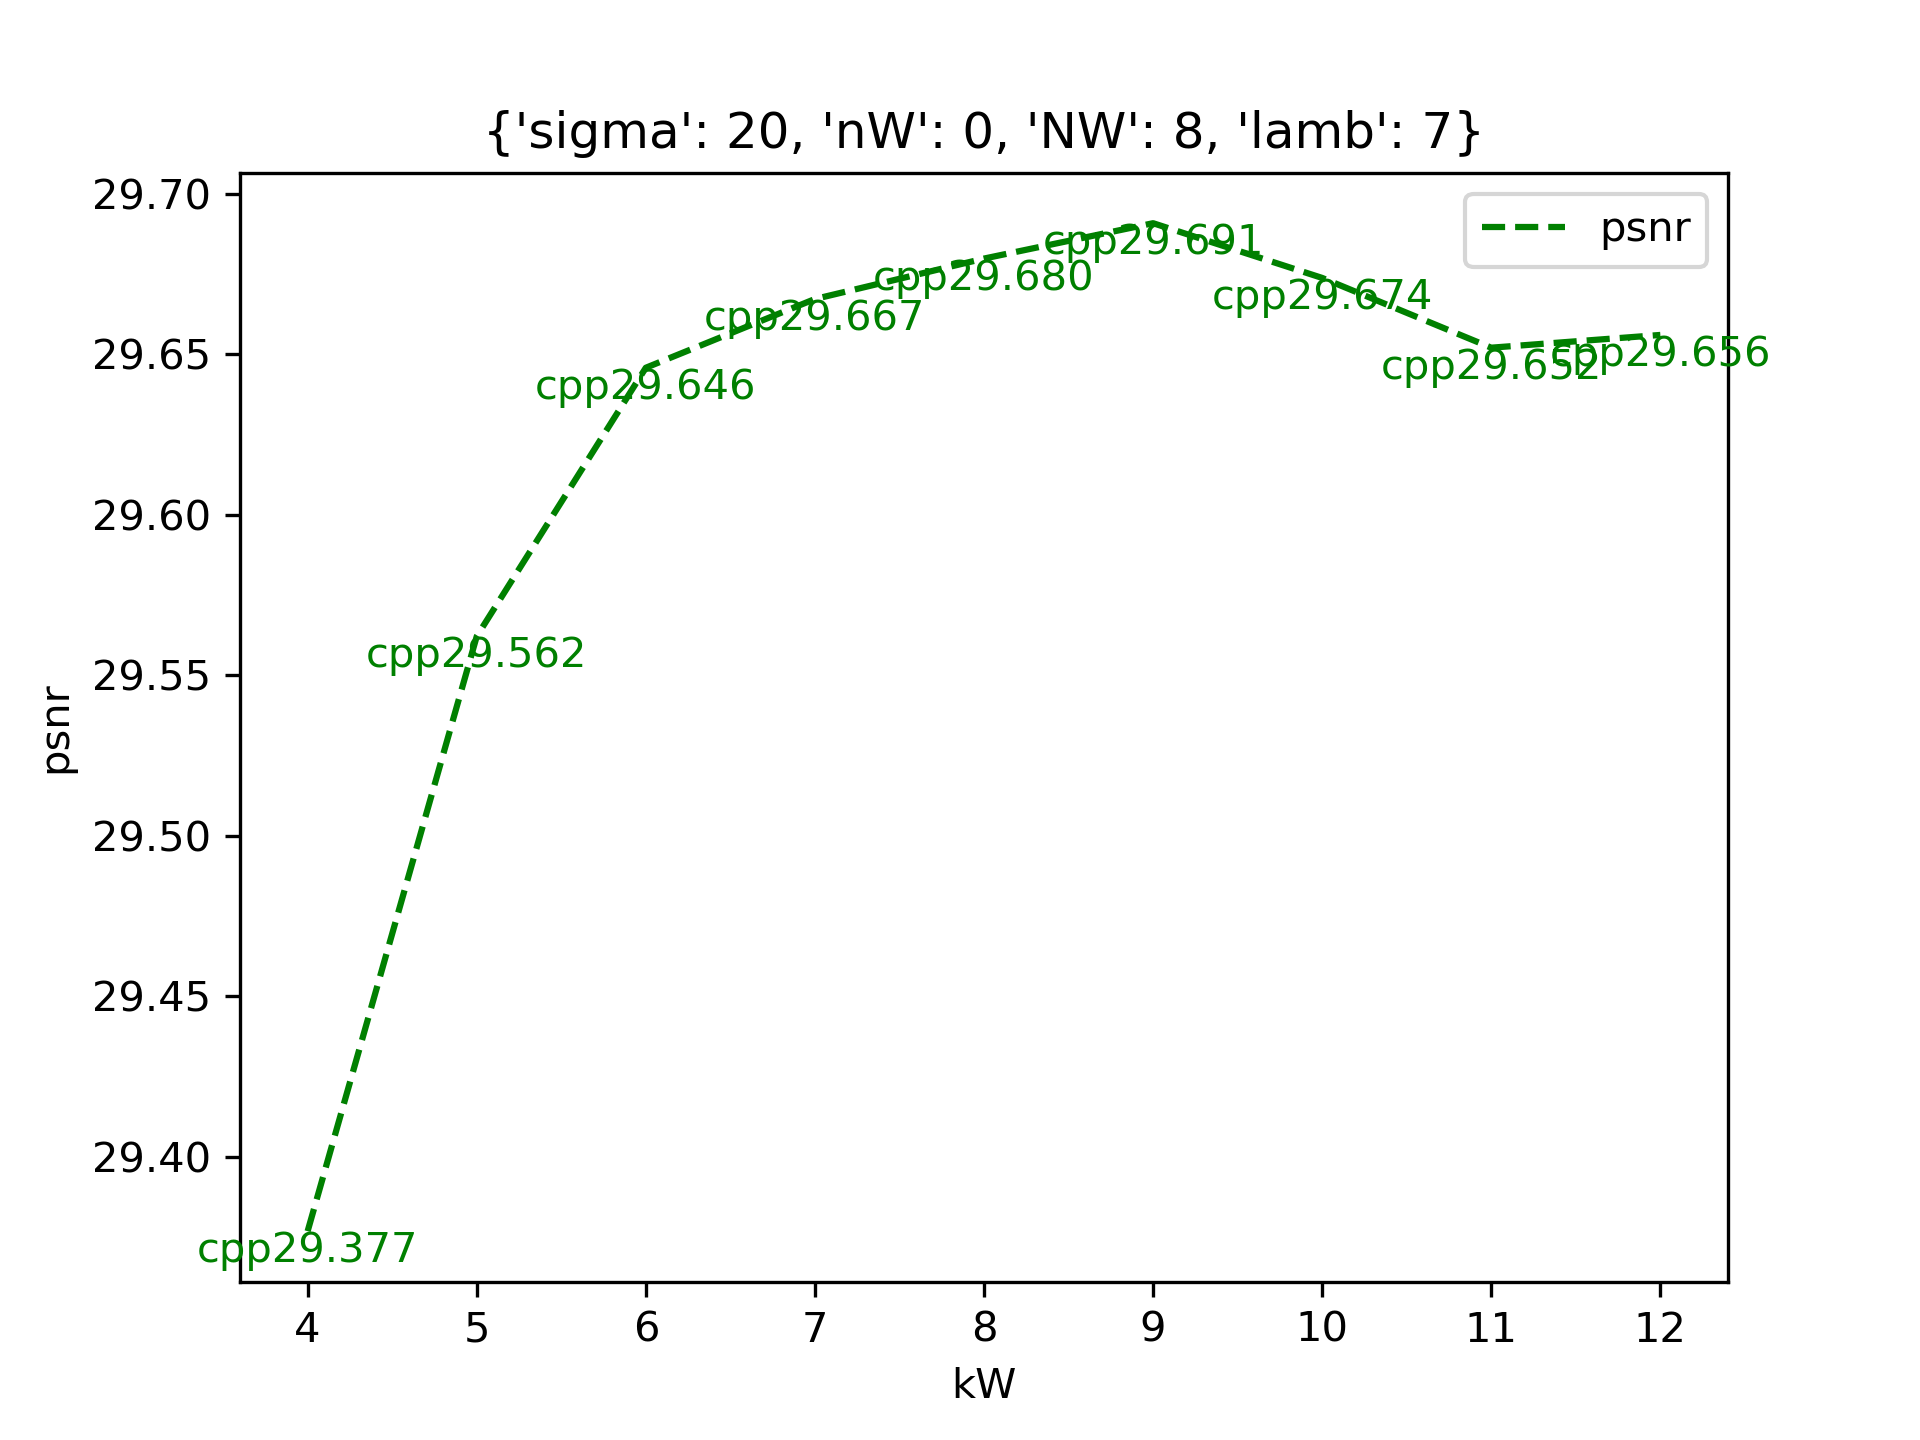 {'sigma': 20, 'nW': 0, 'NW': 8, 'lamb': 7}
psnr
29.70
29.65
29.60
29.55
29.50
29.45
29.40
psnr
cpp29.377
cpp29.562
cpp29.646
cpp29.667
cpp29.680
cpp29.691
cpp29.674
cpp29.652
cpp29.656
4 5 6 7 8 9 10 11 12
kW